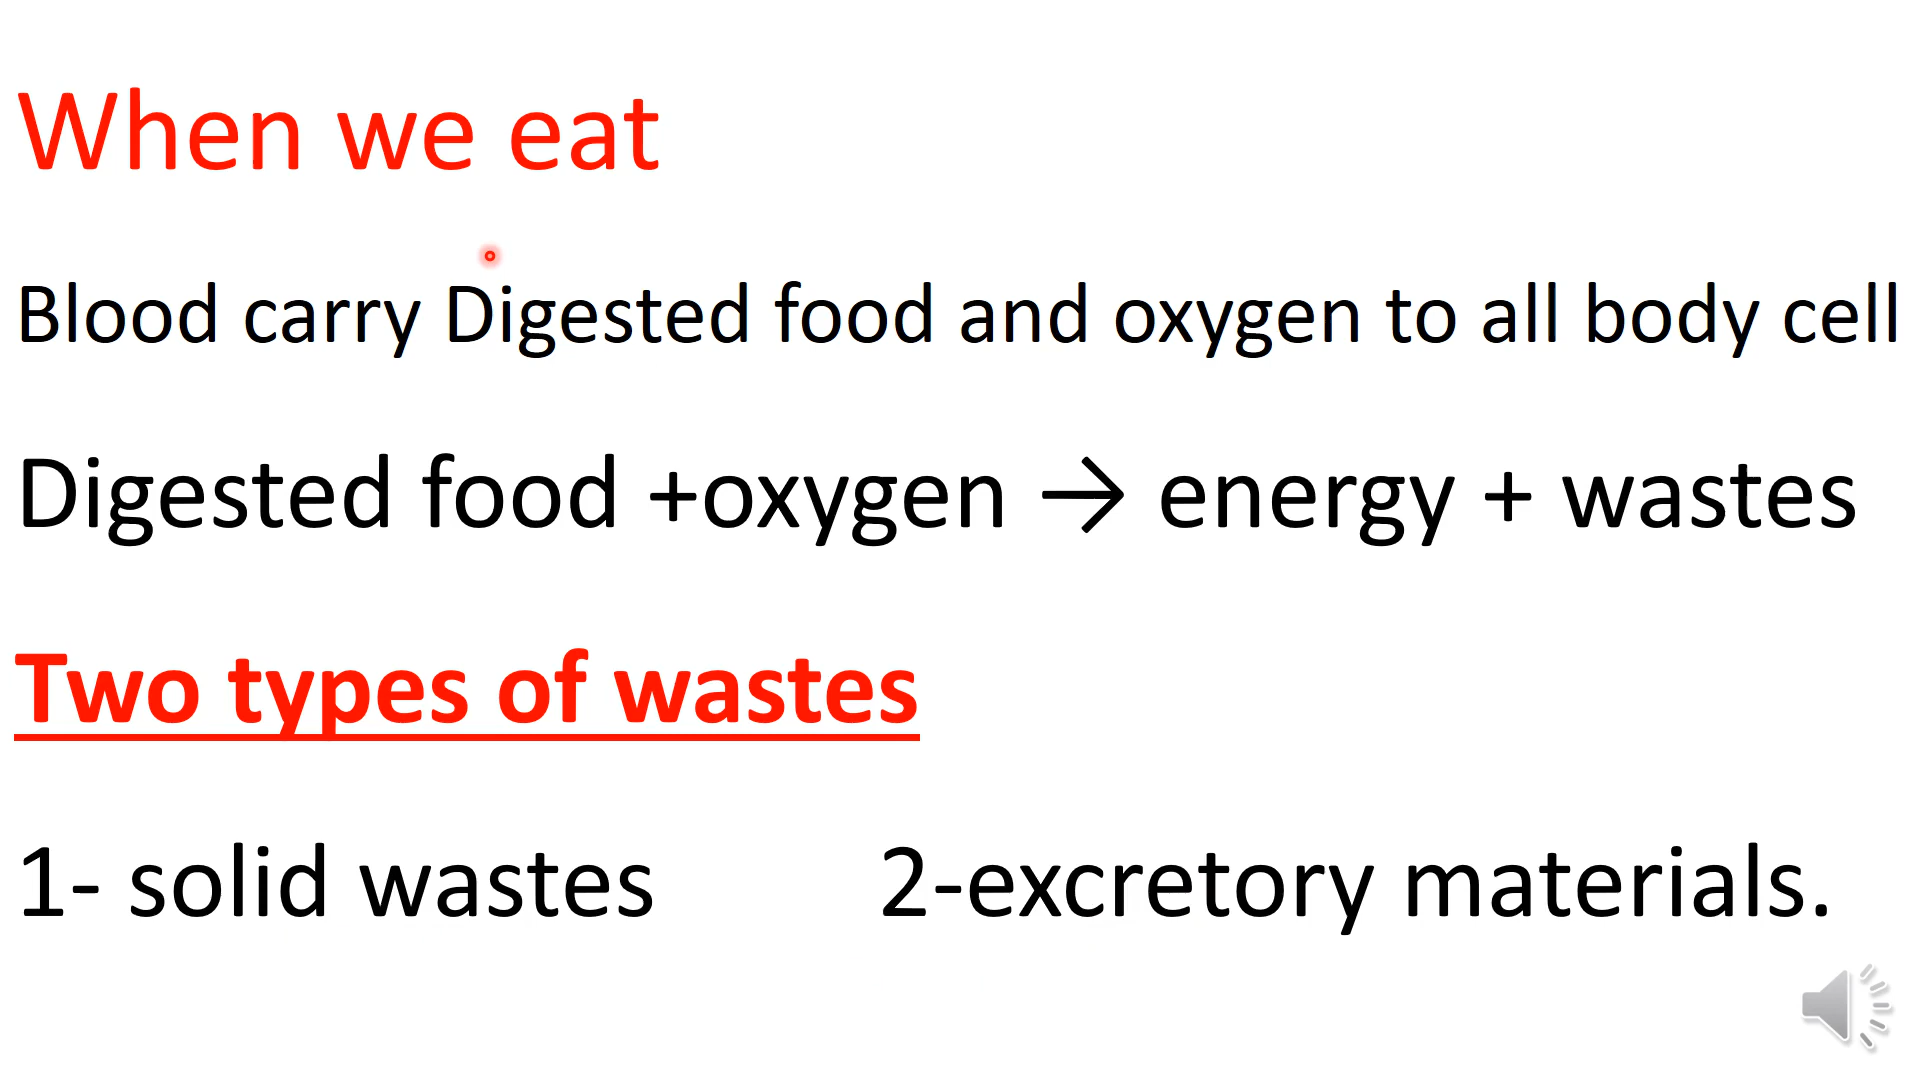 When we eat
Blood carry Digested food and oxygen to all body cell
Digested food +oxygen → energy + wastes
Two types of wastes
1- solid wastes 2-excretory materials.